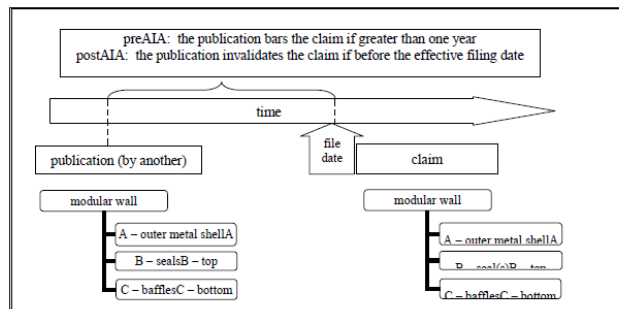 preAIA: the publication bars the claim if greater than one year
postAIA: the publication invalidates the claim if before the effective filing date
time
file
date
publication (by another)
claim
modular wall
A – outer metal shellA
B – sealsB – top
C – bafflesC – bottom
modular wall
A – outer metal shellA
B – seal(s)B – top
C – bafflesC – bottom